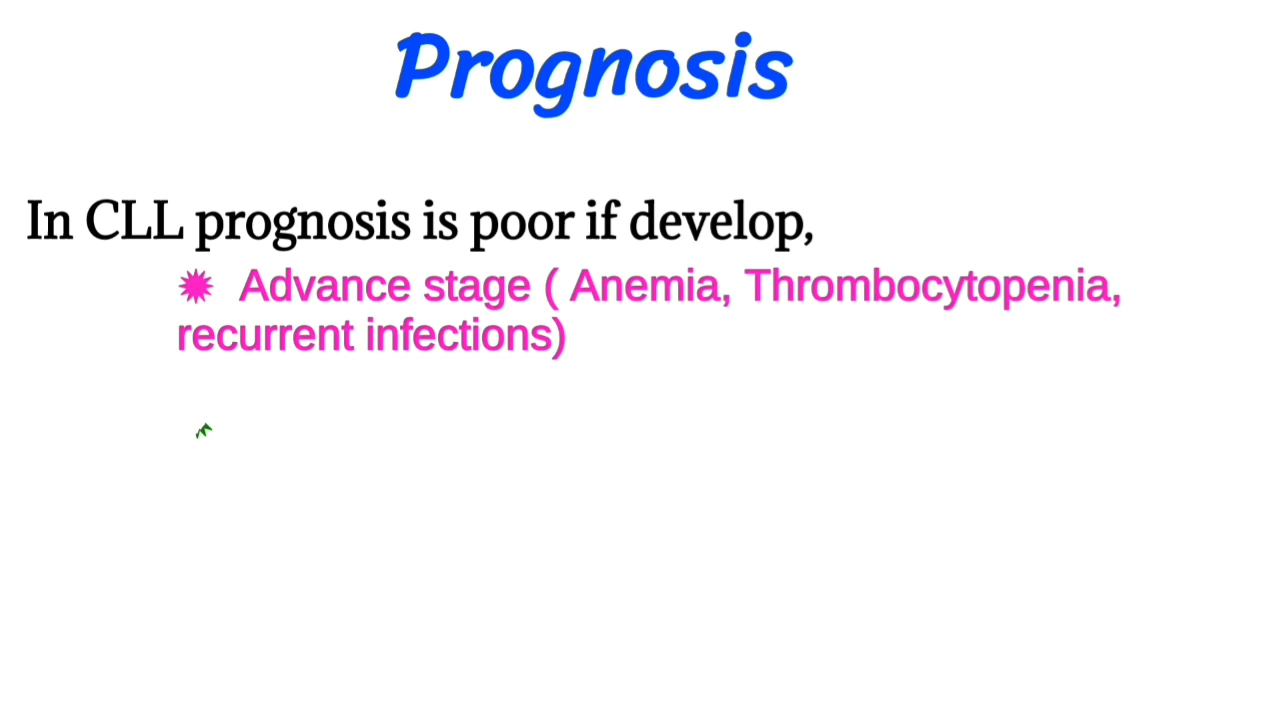 Prognosis
In CLL prognosis is poor if develop,
✹ Advance stage ( Anemia, Thrombocytopenia,
recurrent infections)